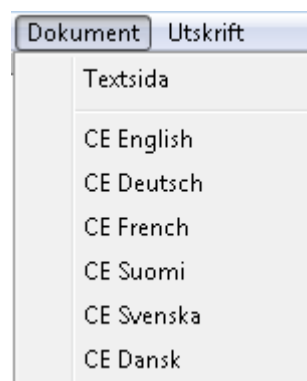 Dokument Utskrift
Textsida
CE English
CE Deutsch
CE French
CE Suomi
CE Svenska
CE Dansk